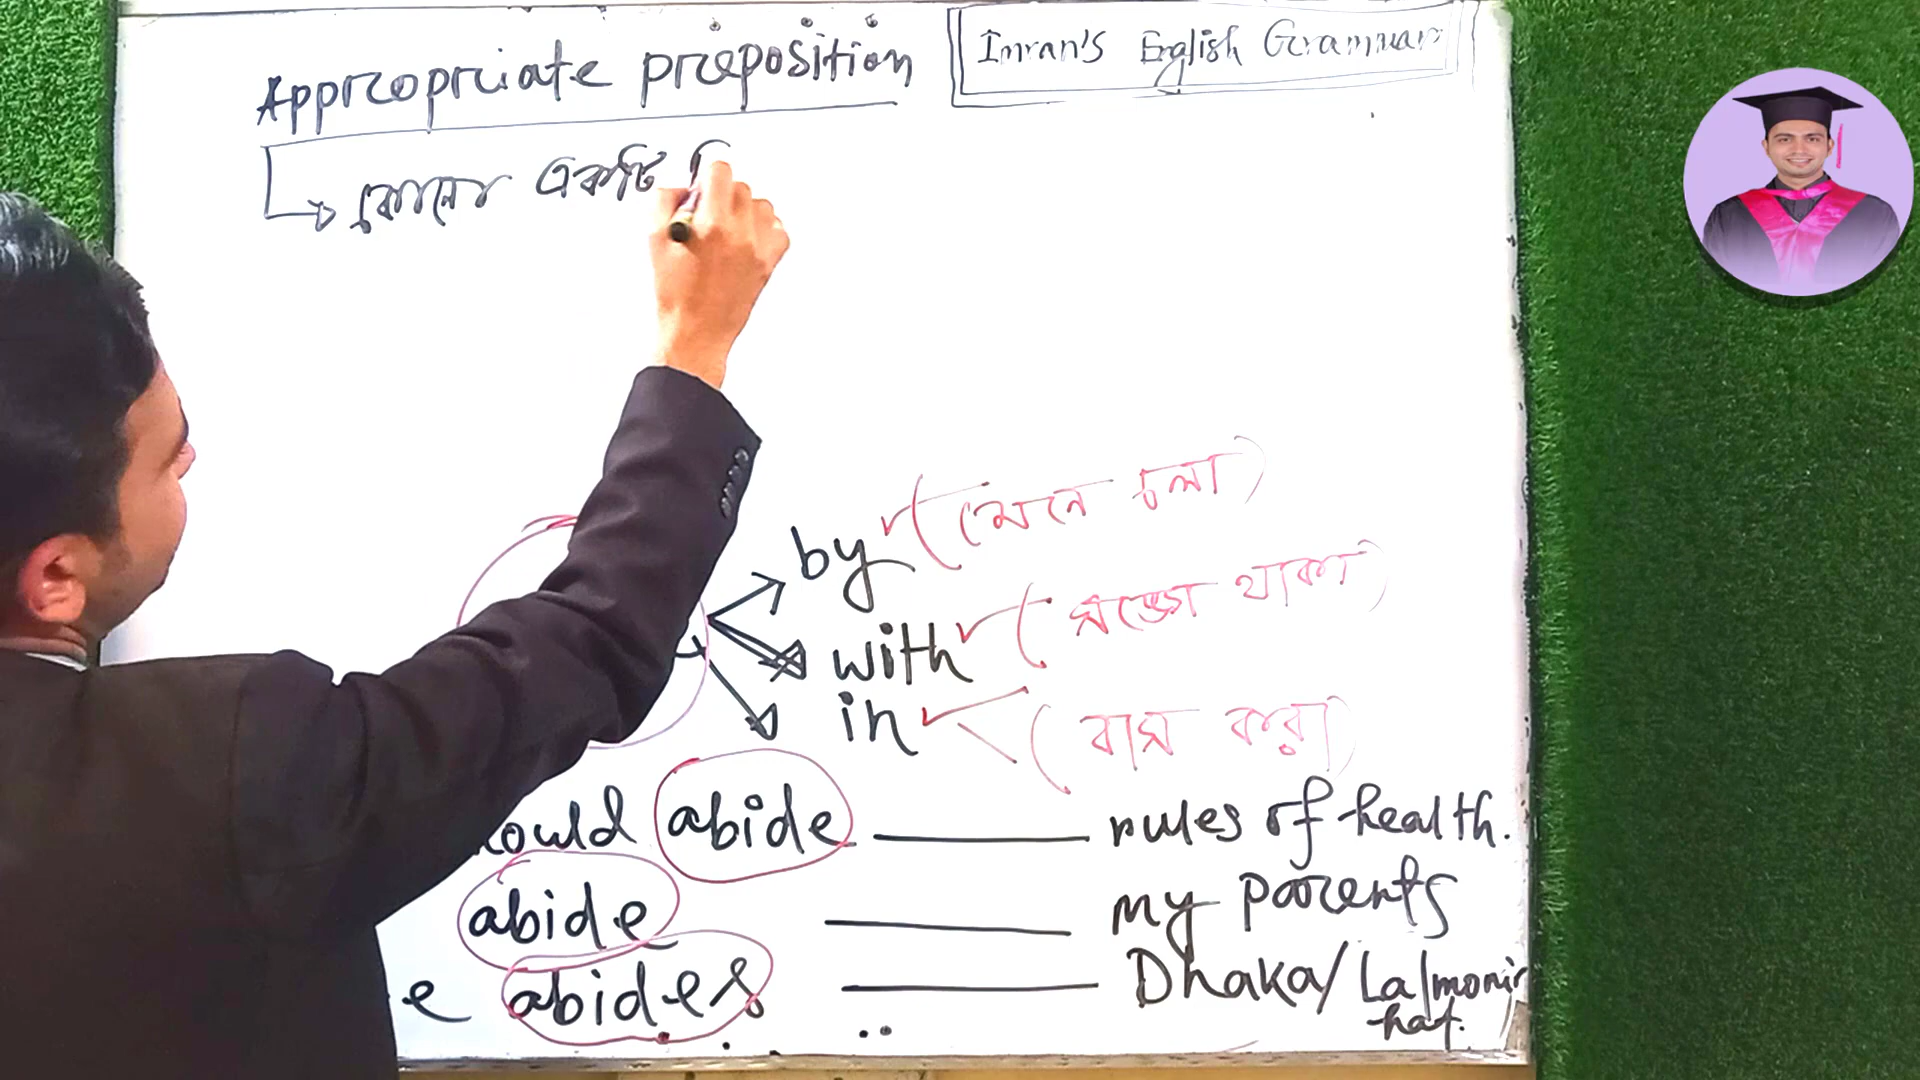 Appropriate preposition
Imran's English Grammar
কোনো একটি
by (মেনে চলা)
with (সঙ্গে থাকা)
in (বাস করা)
ould abide ______ rules of health.
abide ______ my parents
e abides ______ Dhaka/Lalmonir
hat.